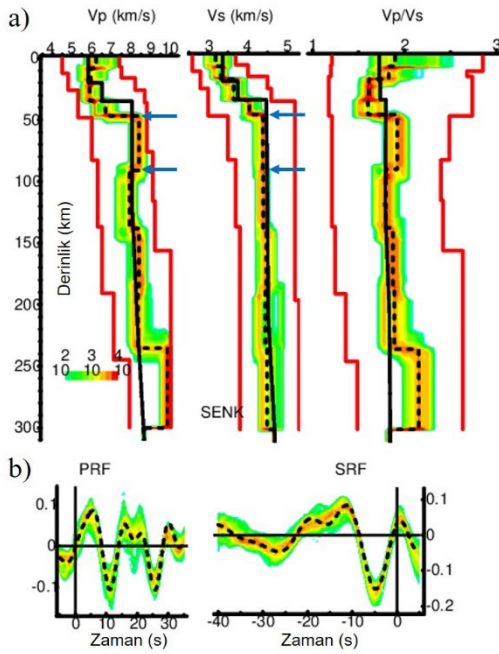 a)
Vp (km/s)
Vs (km/s)
Vp/Vs
4 5 6 7 8 9 10
3 4 5
1 2 3
0
50
100
150
200
250
300
Derinlik (km)
2 3 4
10 10 10
SENK
b)
PRF
SRF
0.1
0
-0.1
0.1
0
-0.1
-0.2
0 10 20 30
-40 -30 -20 -10 0
Zaman (s)
Zaman (s)